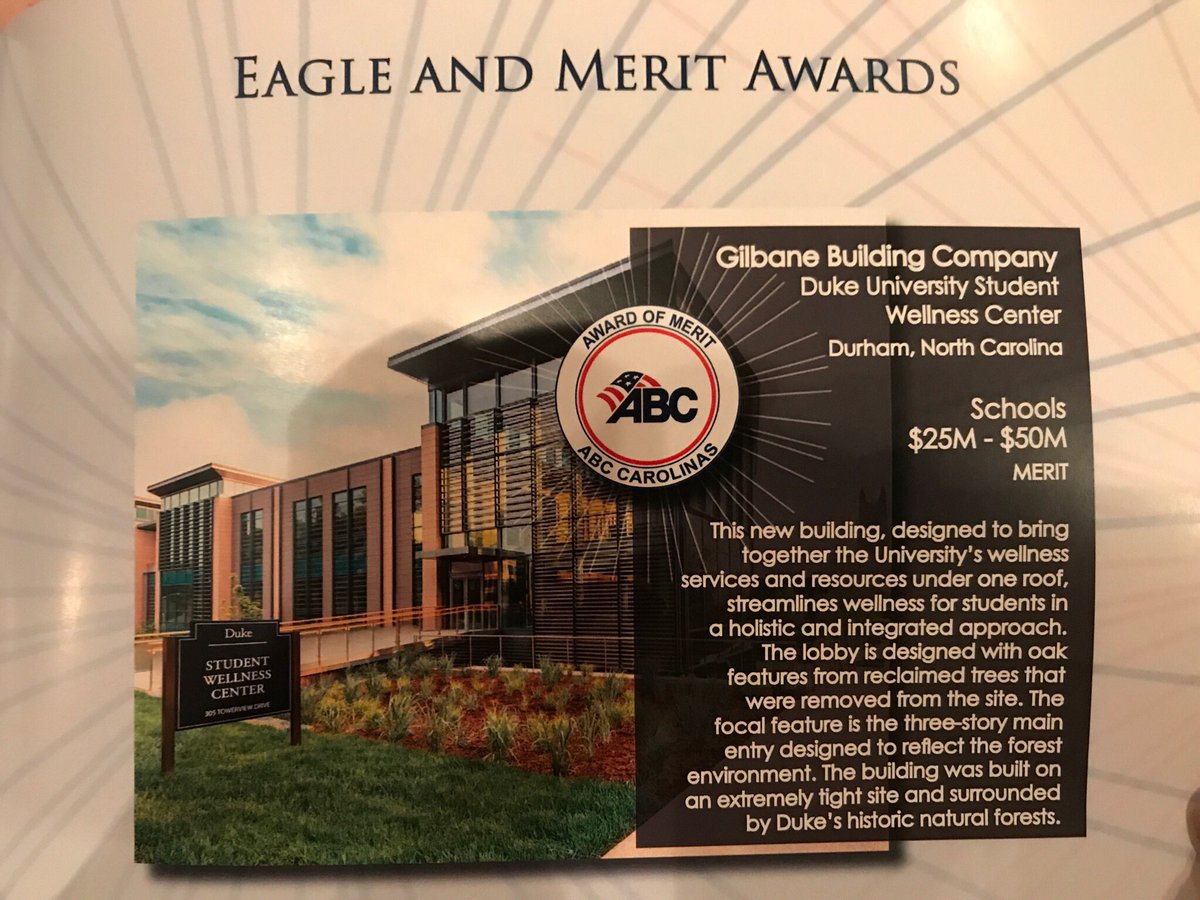 EAGLE AND MERIT AWARDS
AWARD OF MERIT
ABC
ABC CAROLINAS
Gilbane Building Company
Duke University Student
Wellness Center
Durham, North Carolina
Schools
$25M - $50M
MERIT
This new building, designed to bring
together the University's wellness
services and resources under one roof,
streamlines wellness for students in
a holistic and integrated approach.
The lobby is designed with oak
features from reclaimed trees that
were removed from the site. The
focal feature is the three-story main
entry designed to reflect the forest
environment. The building was built on
an extremely tight site and surrounded
by Duke's historic natural forests.
Duke
STUDENT
WELLNESS
CENTER
305 TOWERVIEW DRIVE